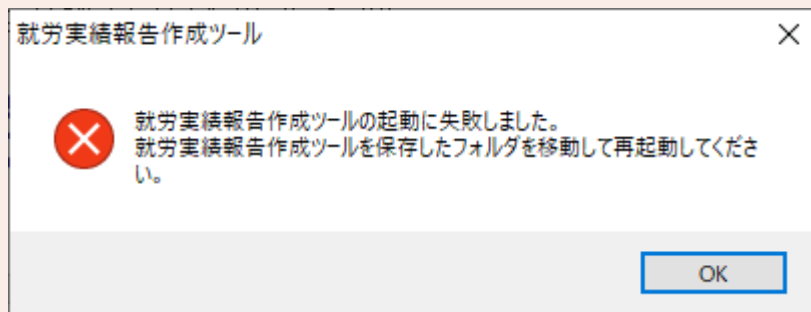 就労実績報告作成ツール
就労実績報告作成ツールの起動に失敗しました。
就労実績報告作成ツールを保存したフォルダを移動して再起動してくださ
い。
OK